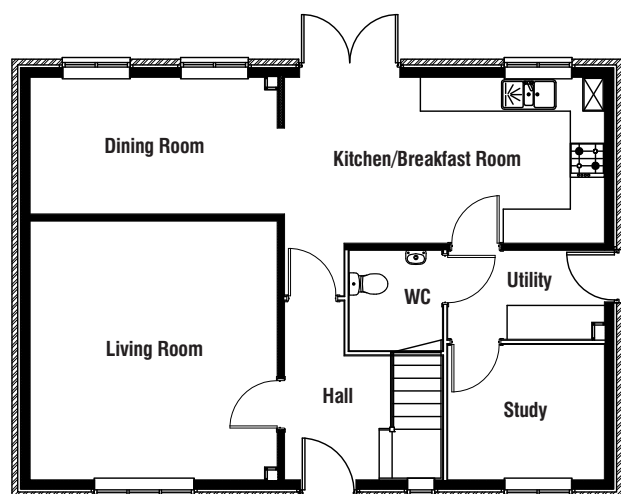 Dining Room
Kitchen/Breakfast Room
WC
Utility
Living Room
Hall
Study